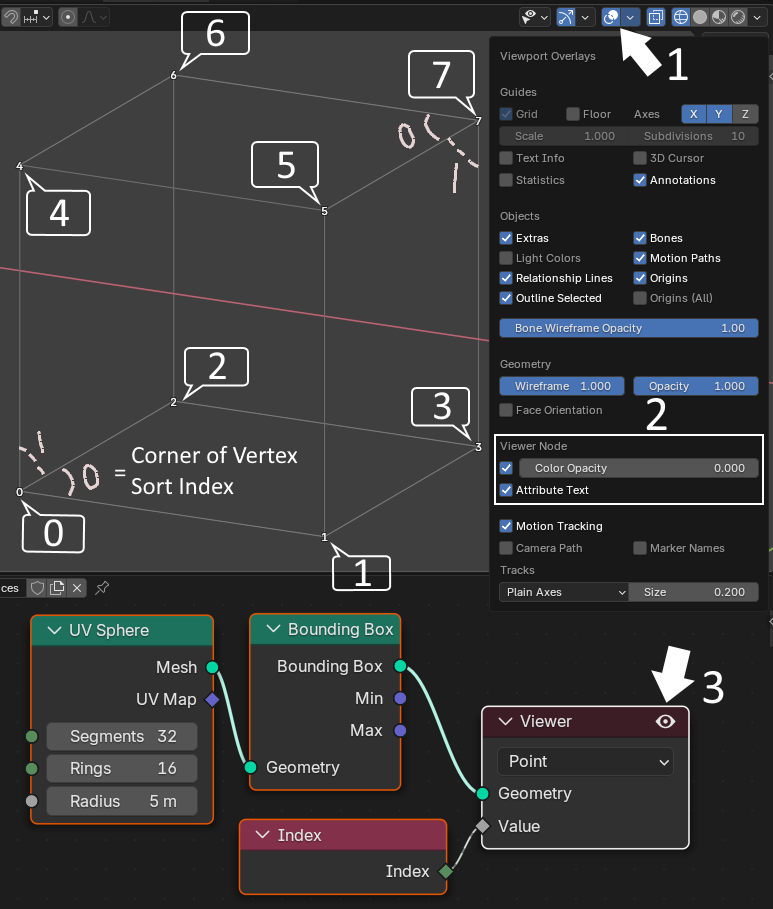 6
1
Viewport Overlays
Guides
Grid
Floor
Axes
X
Y
Z
Scale 1.000
Subdivisions 10
Text Info
3D Cursor
Statistics
Annotations
Objects
Extras
Bones
Light Colors
Motion Paths
Relationship Lines
Origins
Outline Selected
Origins (All)
Bone Wireframe Opacity 1.00
Geometry
Wireframe 1.000
Opacity 1.000
Face Orientation
2
Viewer Node
Color Opacity 0.000
Attribute Text
Motion Tracking
Camera Path
Marker Names
Tracks
Plain Axes
Size 0.200
6
7
7
0
1
4
5
4
5
2
2
3
3
1
0
= Corner of Vertex
Sort Index
0
0
1
1
ces
UV Sphere
Mesh
UV Map
Segments 32
Rings 16
Radius 5 m
Bounding Box
Bounding Box
Min
Max
Geometry
Index
Index
3
Viewer
Point
Geometry
Value